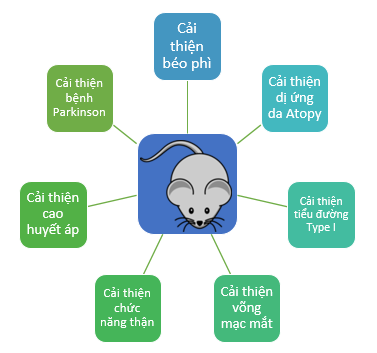 Cải
thiện
béo phì
Cải thiện
dị ứng
da Atopy
Cải thiện
tiểu đường
Type I
Cải thiện
võng
mạc mắt
Cải thiện
chức
năng thận
Cải thiện
cao
huyết áp
Cải thiện
bệnh
Parkinson